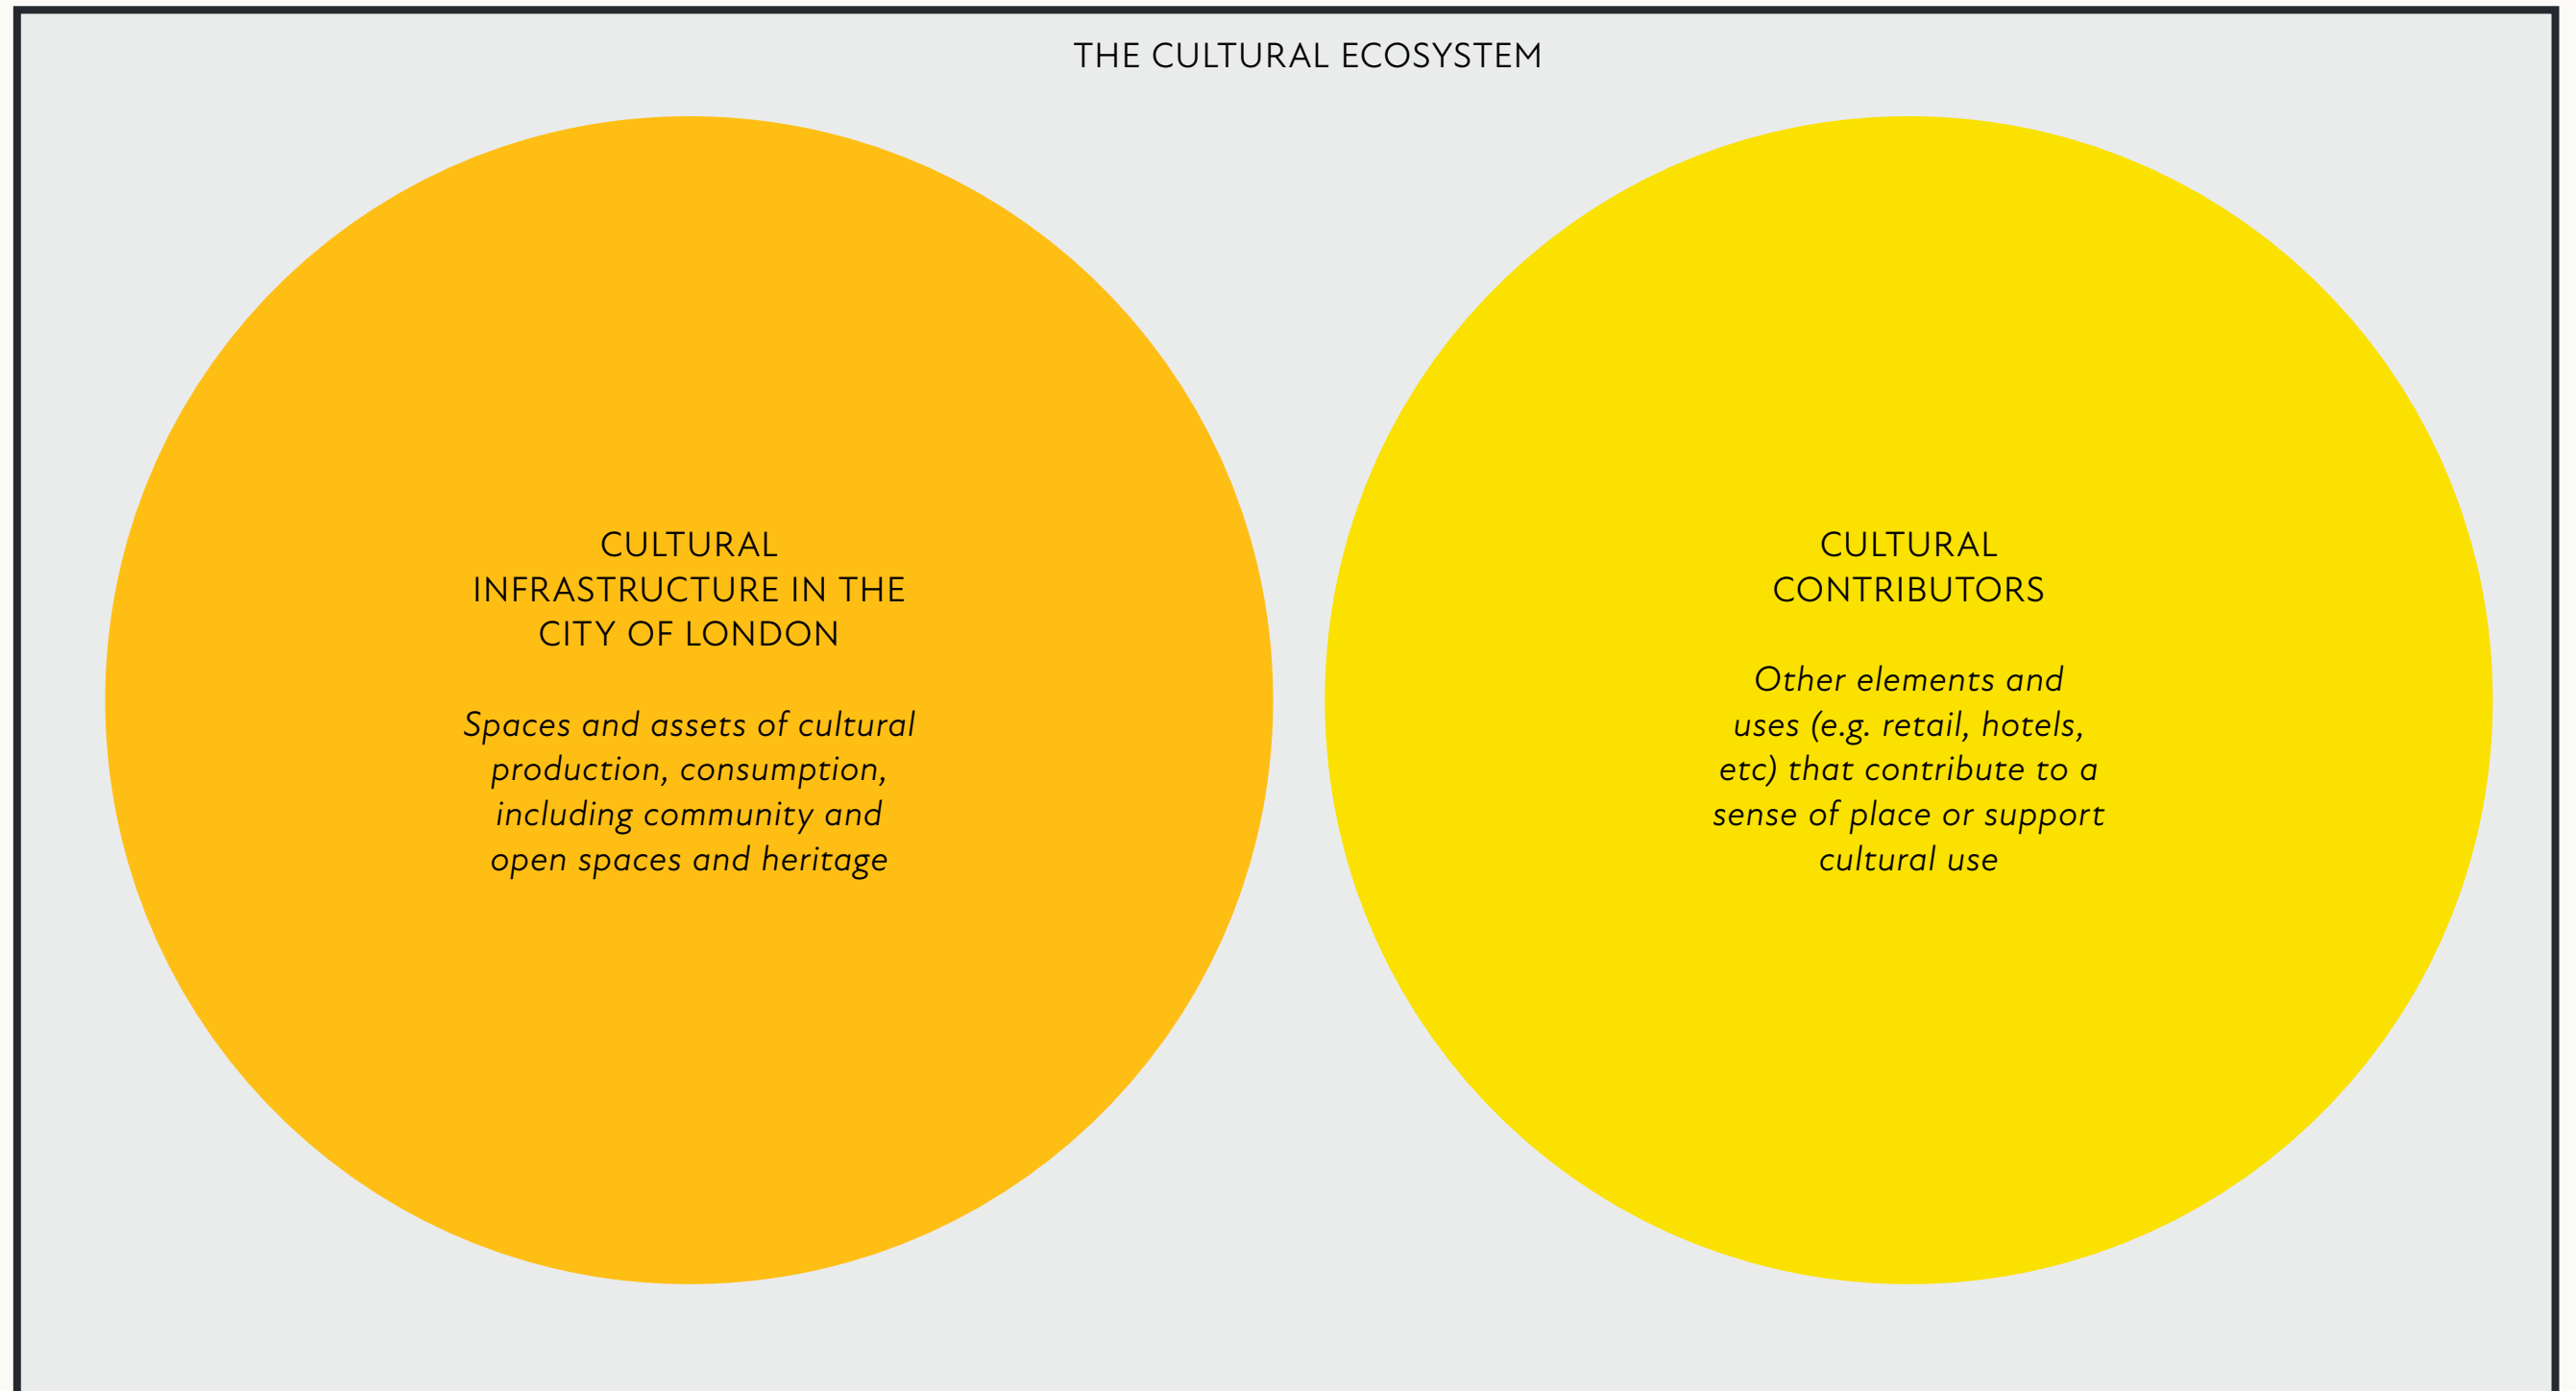 THE CULTURAL ECOSYSTEM
CULTURAL
INFRASTRUCTURE IN THE
CITY OF LONDON
Spaces and assets of cultural
production, consumption,
including community and
open spaces and heritage
CULTURAL
CONTRIBUTORS
Other elements and
uses (e.g. retail, hotels,
etc) that contribute to a
sense of place or support
cultural use